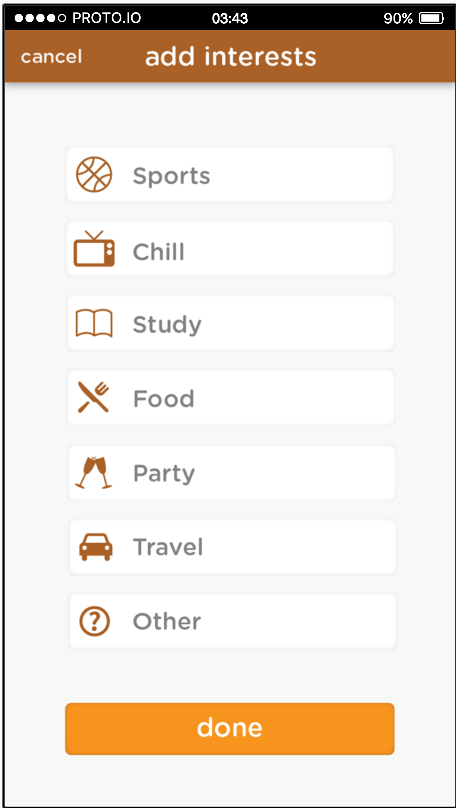 PROTO.IO 03:43 90%
cancel add interests
Sports
Chill
Study
Food
Party
Travel
? Other
done